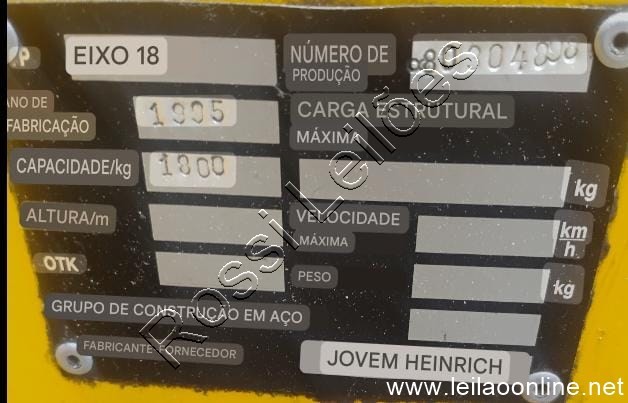 .P EIXO 18
NÚMERO DE
PRODUÇÃO
ANO DE
FABRICAÇÃO 1995
CARGA ESTRUTURAL
MÁXIMA
kg
CAPACIDADE/kg 1800
ALTURA/m
VELOCIDADE
MÁXIMA
km
h
OTK
PESO
kg
GRUPO DE CONSTRUÇÃO EM AÇO
FABRICANTE-FORNECEDOR
JOVEM HEINRICH
Rossi Leilões
www.leilaoonline.net